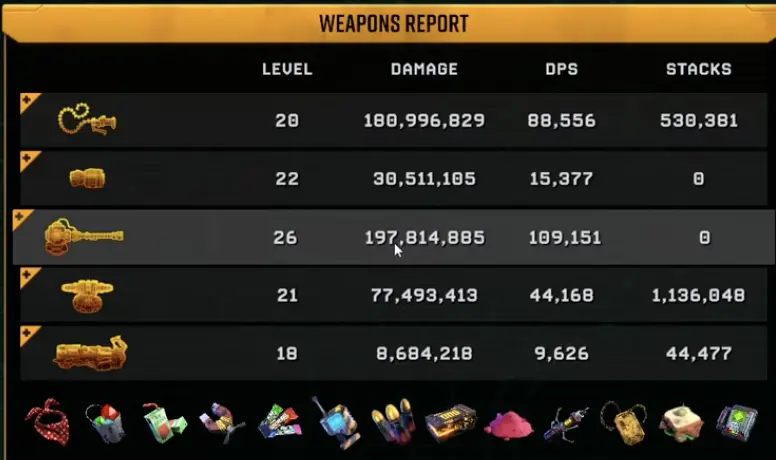 WEAPONS REPORT
LEVEL DAMAGE DPS STACKS
20 180,996,829 88,556 530,381
22 30,511,105 15,377 0
26 197,814,885 109,151 0
21 77,493,413 44,168 1,136,048
18 8,684,218 9,626 44,477